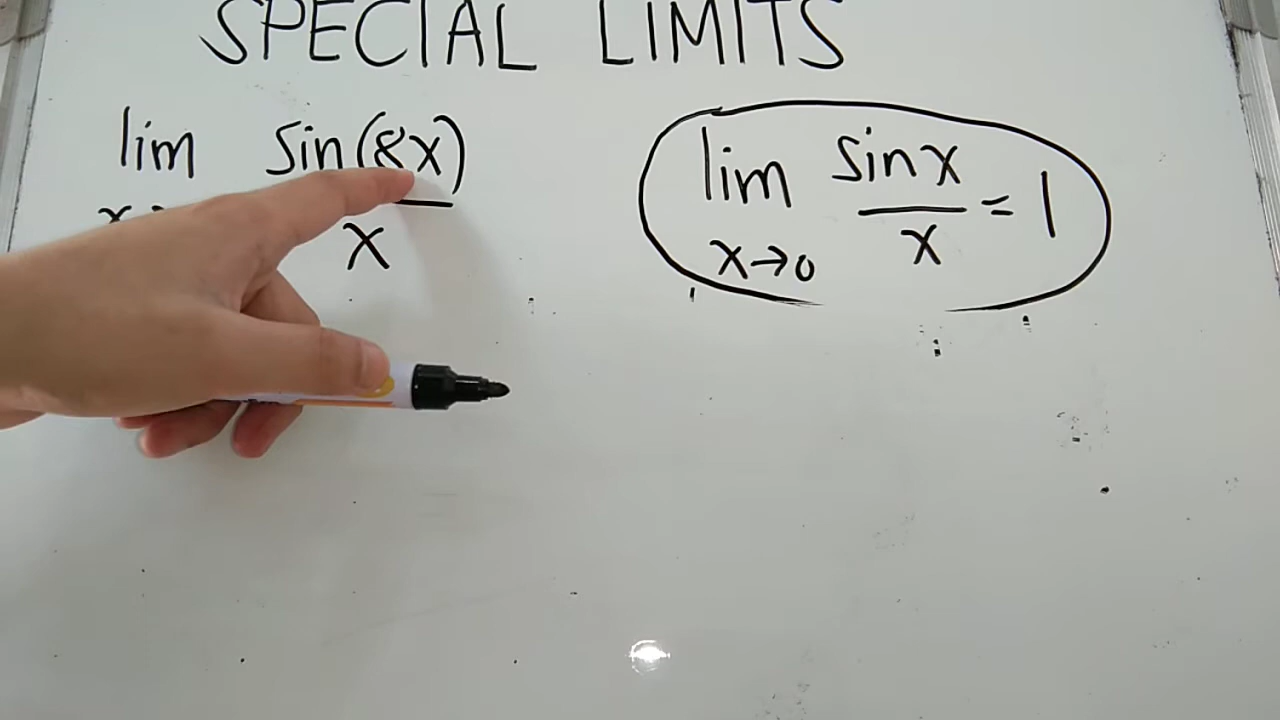 SPECIAL LIMITS
lim sin(8x)
x
x
lim sinx
x→0 x = 1